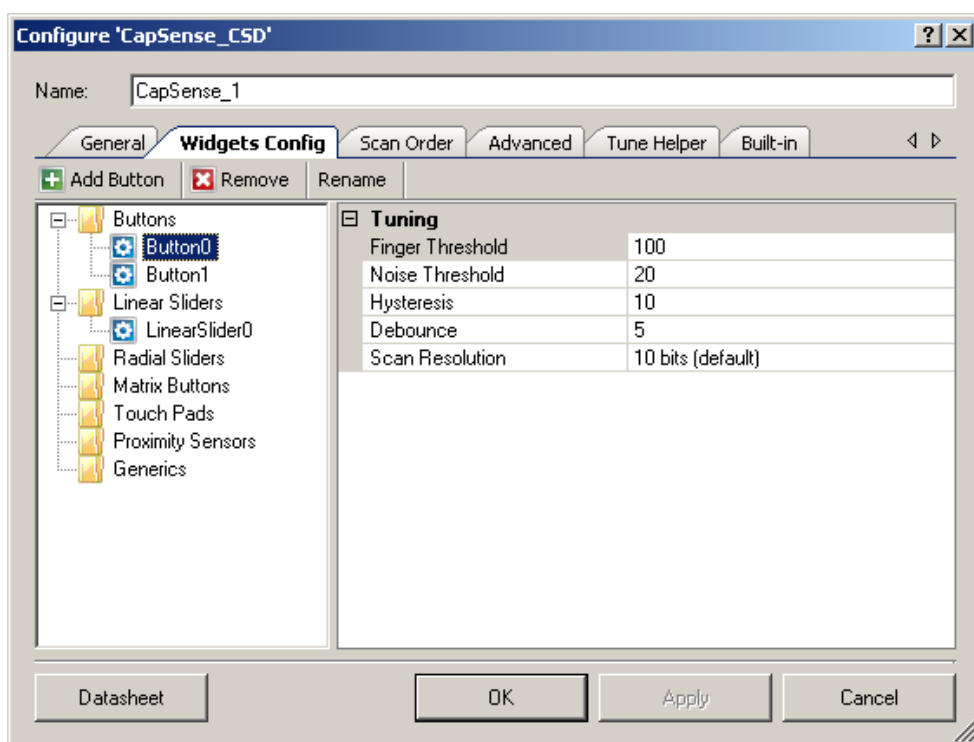 Configure 'CapSense_CSD'
Name: CapSense_1
General Widgets Config Scan Order Advanced Tune Helper Built-in
Add Button Remove Rename
Buttons
Button0
Button1
Linear Sliders
LinearSlider0
Radial Sliders
Matrix Buttons
Touch Pads
Proximity Sensors
Generics
Tuning
Finger Threshold 100
Noise Threshold 20
Hysteresis 10
Debounce 5
Scan Resolution 10 bits (default)
Datasheet OK Apply Cancel